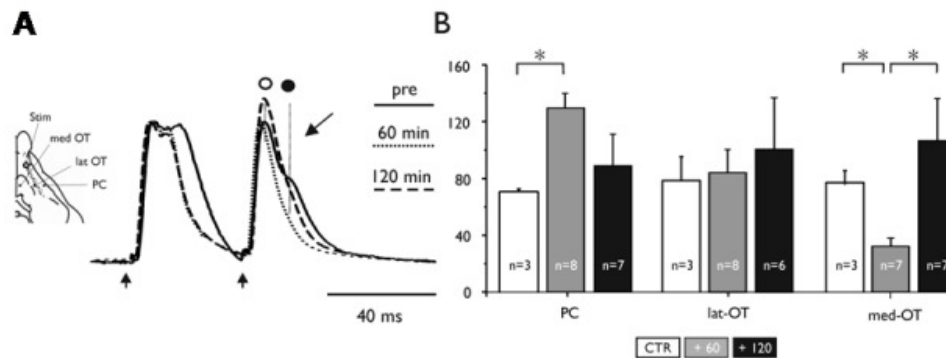 A
Stim
med OT
lat OT
PC
pre
60 min
120 min
40 ms
B
160
120
80
40
0
*
*
*
n=3
n=8
n=7
n=3
n=8
n=6
n=3
n=7
n=7
PC
lat-OT
med-OT
CTR
+ 60
+ 120